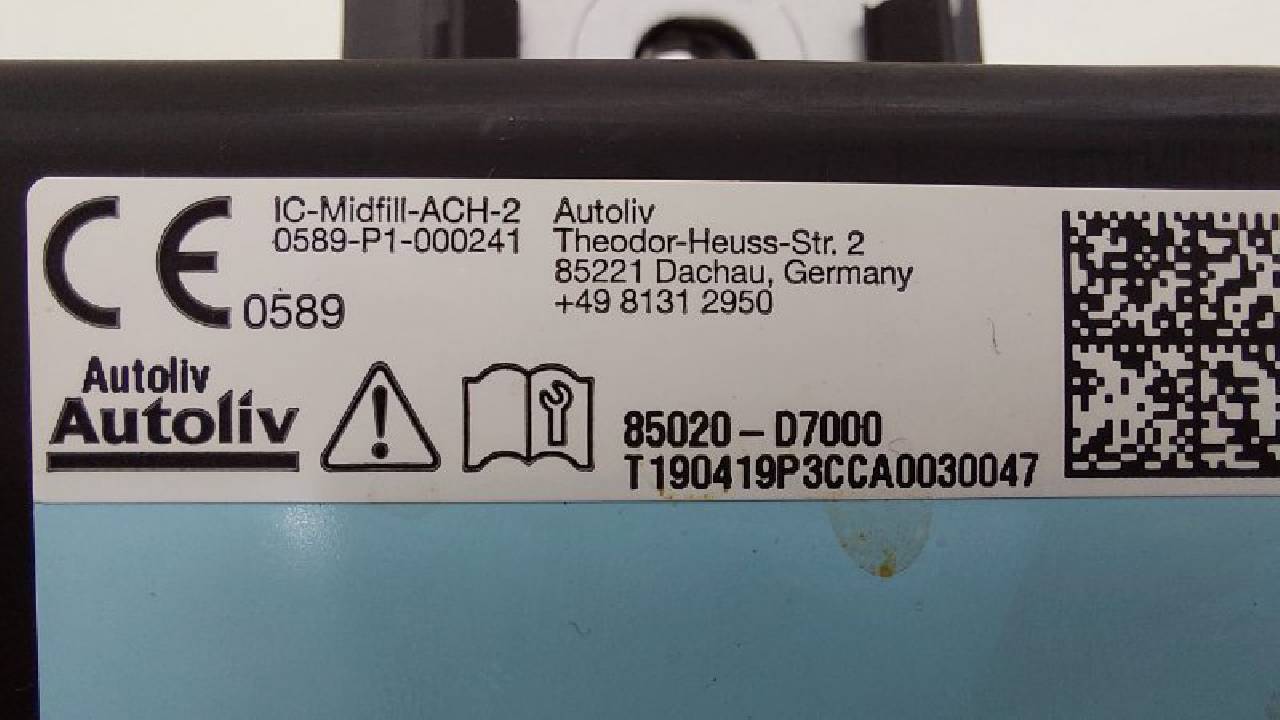 CE 0589
IC-Midfill-ACH-2
0589-P1-000241
Autoliv
Theodor-Heuss-Str. 2
85221 Dachau, Germany
+49 8131 2950
Autoliv
Autoliv
85020-D7000
T190419P3CCA0030047